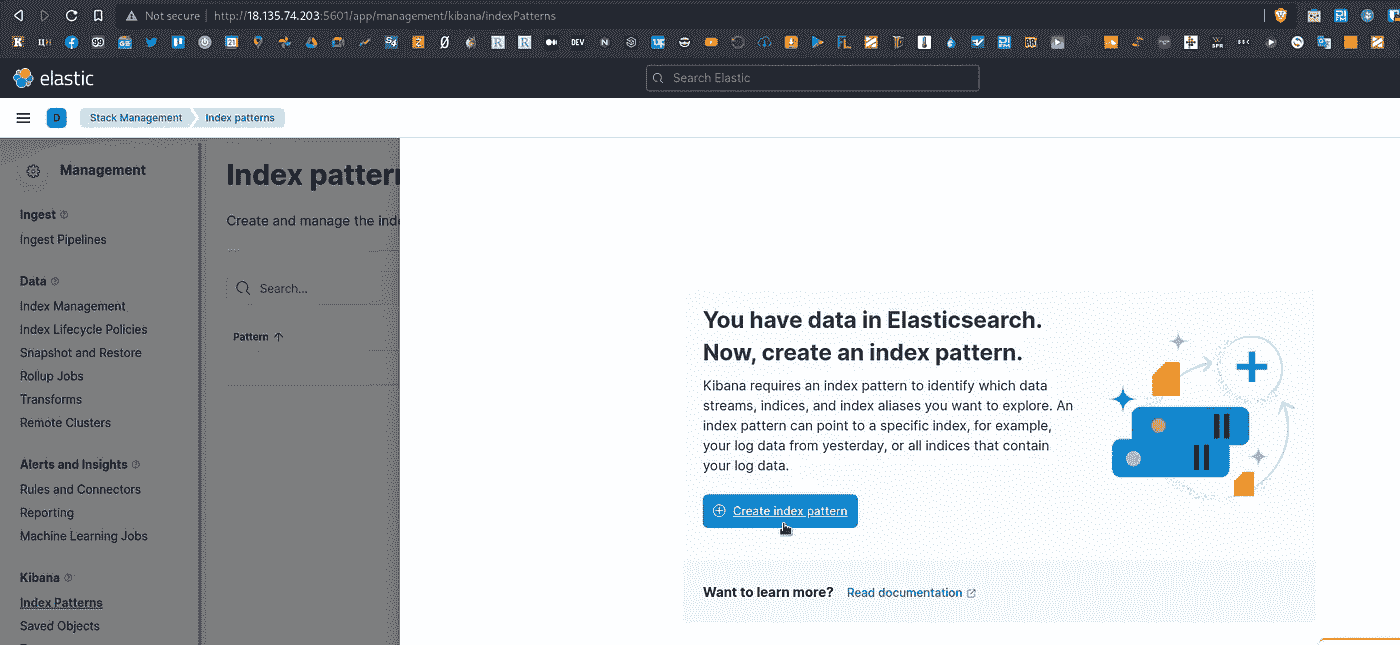 Not secure | http://18.135.74.203:5601/app/management/kibana/indexPatterns
elastic
Search Elastic
D
Stack Management
Index patterns
Management
Ingest
Ingest Pipelines
Data
Index Management
Index Lifecycle Policies
Snapshot and Restore
Rollup Jobs
Transforms
Remote Clusters
Alerts and Insights
Rules and Connectors
Reporting
Machine Learning Jobs
Kibana
Index Patterns
Saved Objects
Index pattern
Create and manage the inde
Search...
Pattern ↑
You have data in Elasticsearch.
Now, create an index pattern.
Kibana requires an index pattern to identify which data
streams, indices, and index aliases you want to explore. An
index pattern can point to a specific index, for example,
your log data from yesterday, or all indices that contain
your log data.
Create index pattern
Want to learn more? Read documentation